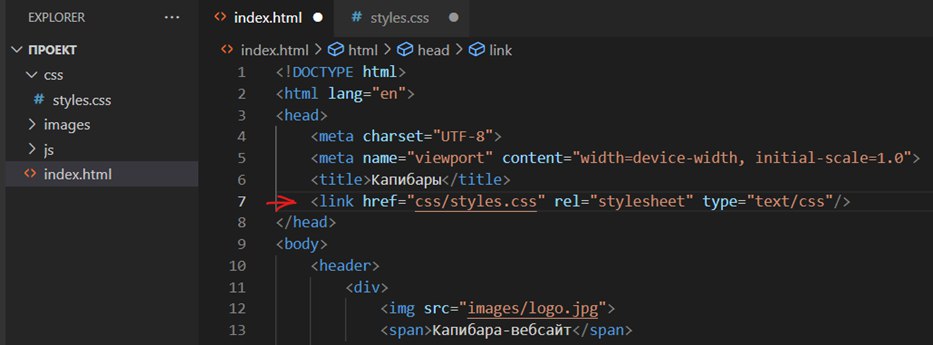 EXPLORER ...
ПРОЕКТ
css
# styles.css
images
js
<> index.html
<> index.html ● # styles.css ●
<> index.html > html > head > link
1 <!DOCTYPE html>
2 <html lang="en">
3 <head>
4 <meta charset="UTF-8">
5 <meta name="viewport" content="width=device-width, initial-scale=1.0">
6 <title>Капибары</title>
7 <link href="css/styles.css" rel="stylesheet" type="text/css"/>
8 </head>
9 <body>
10 <header>
11 <div>
12 <img src="images/logo.jpg">
13 <span>Капибара-вебсайт</span>